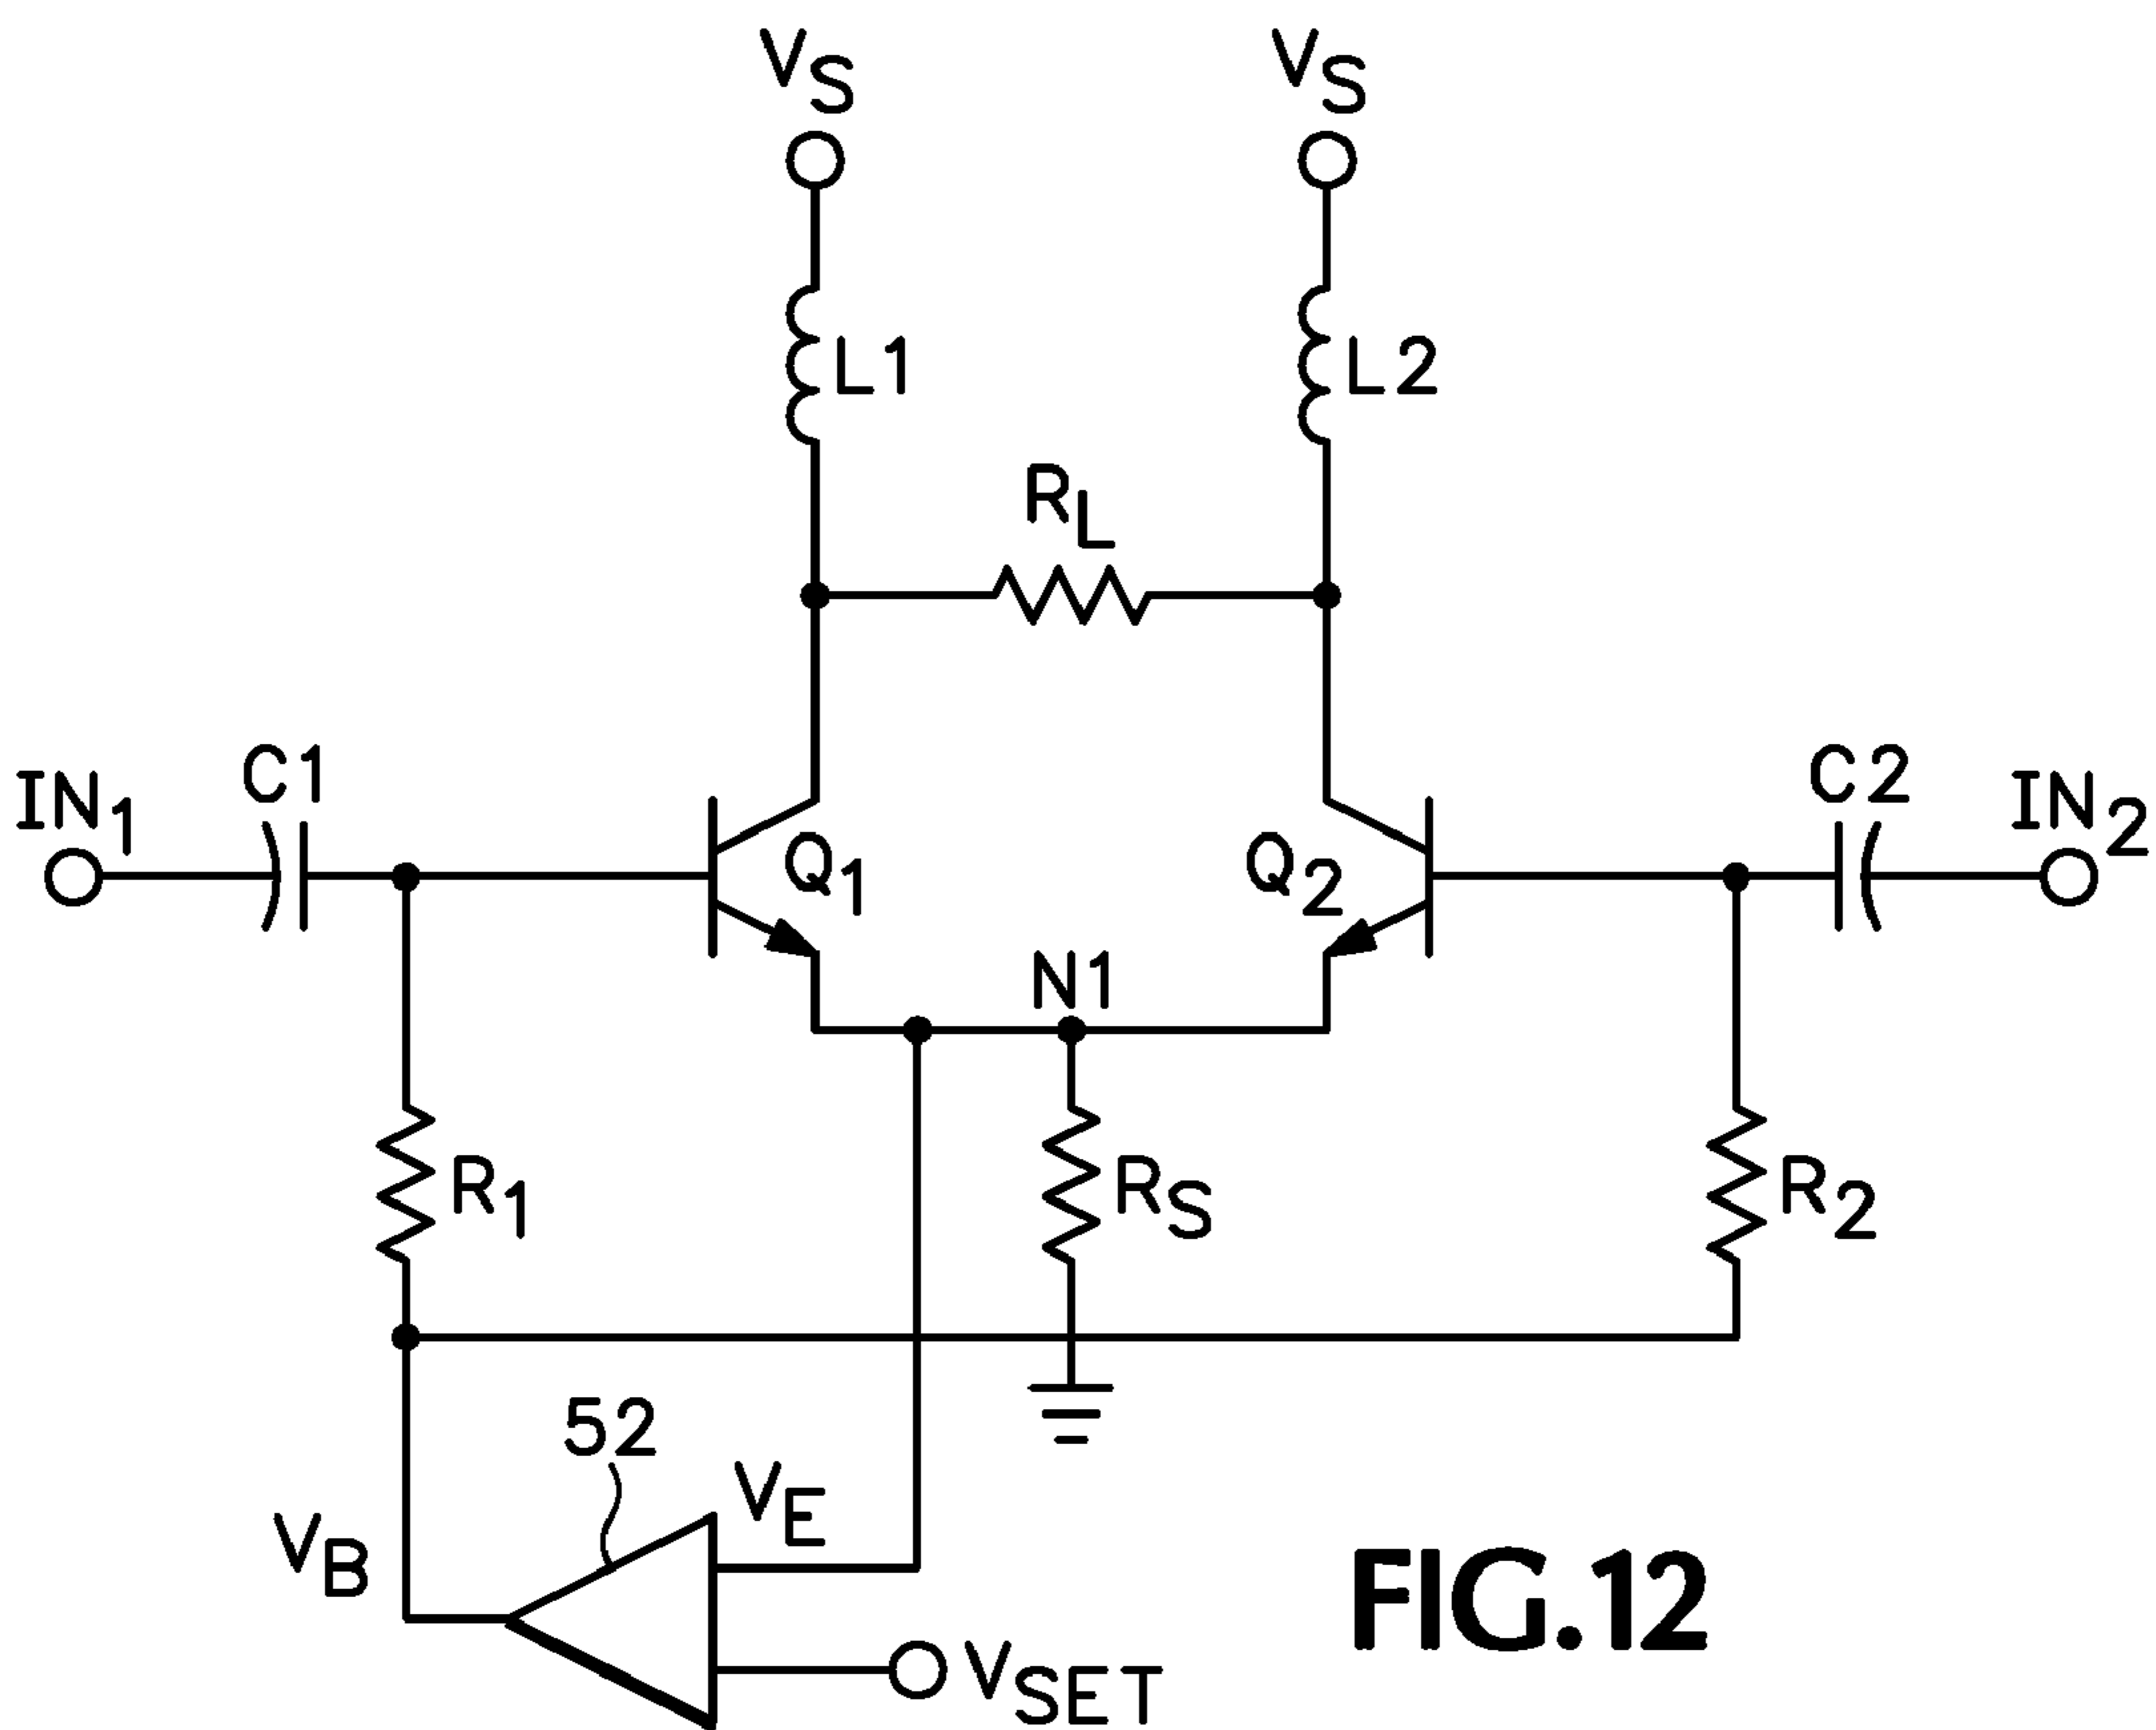 VS VS
L1 L2
RL
IN1 C1 C2 IN2
Q1 Q2
N1
R1 RS R2
52
VE
VB
VSET
FIG.12